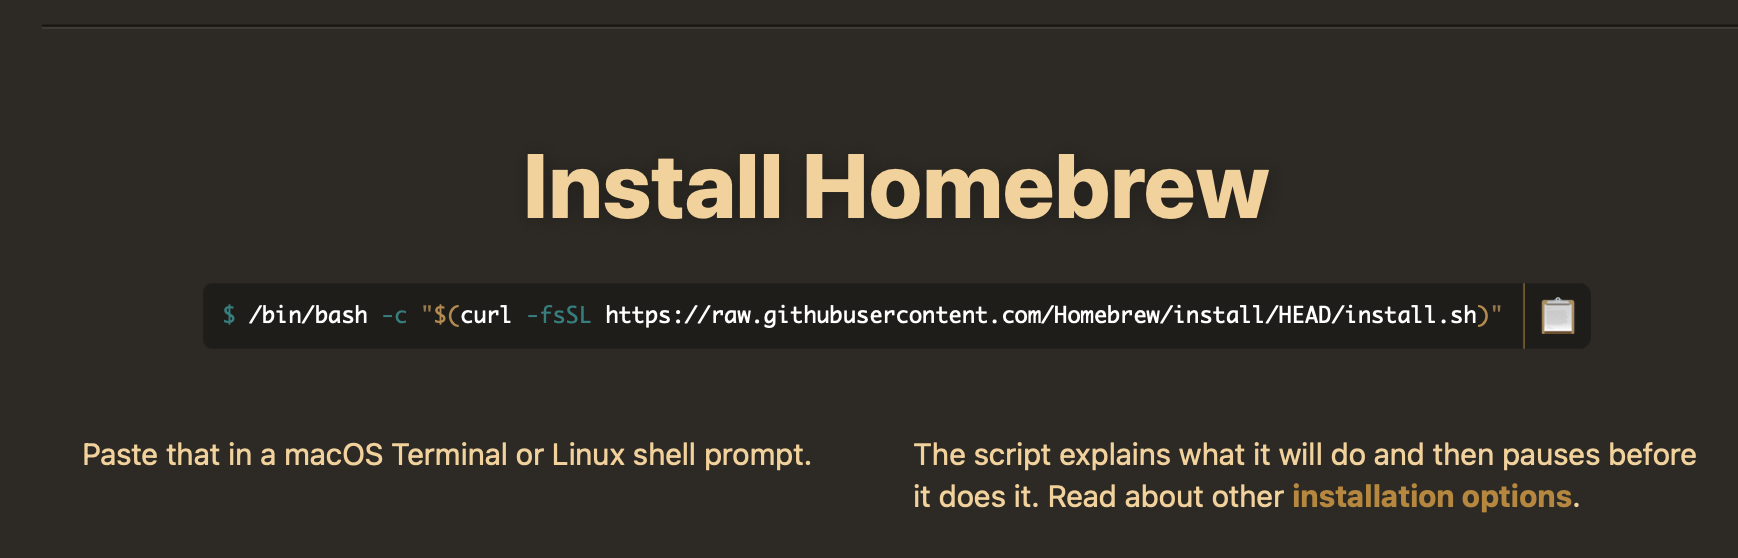 Install Homebrew
$ /bin/bash -c "$(curl -fsSL https://raw.githubusercontent.com/Homebrew/install/HEAD/install.sh)"
Paste that in a macOS Terminal or Linux shell prompt.
The script explains what it will do and then pauses before
it does it. Read about other installation options.